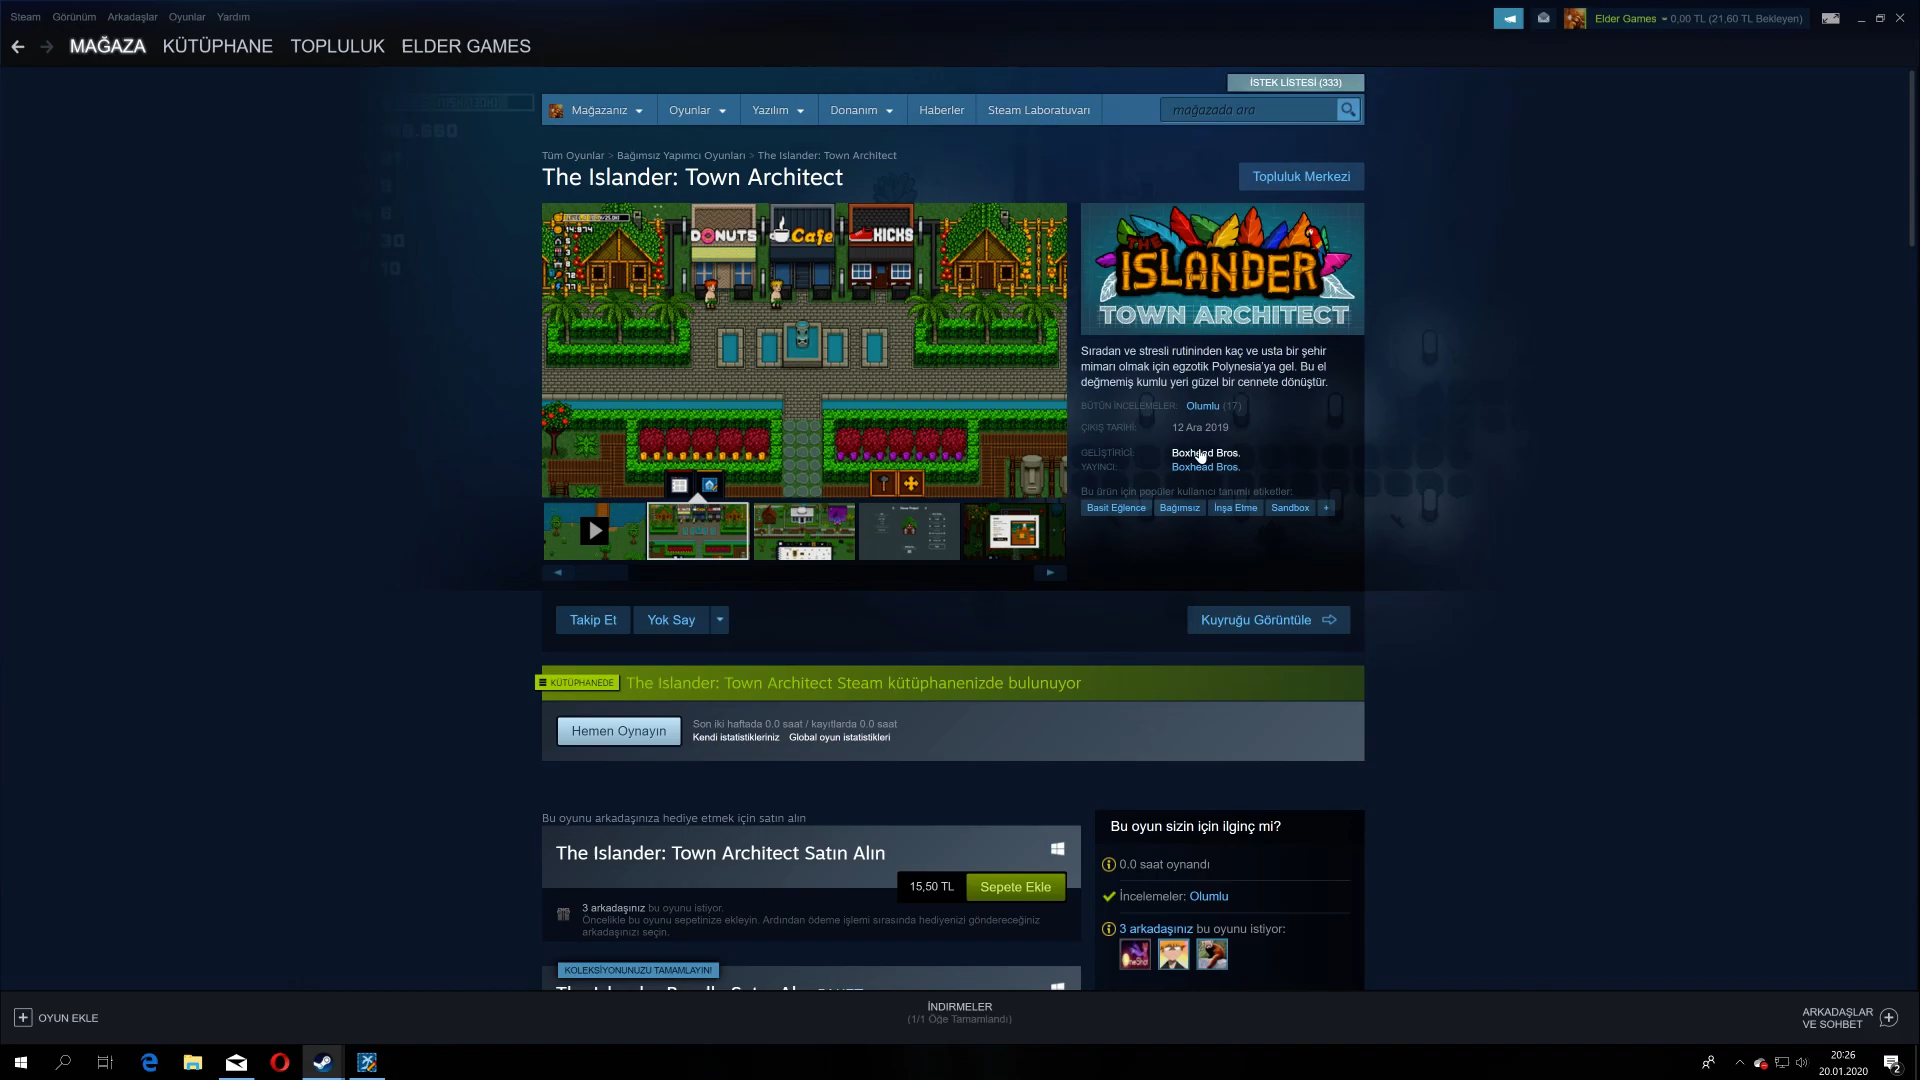 Steam Görünüm Arkadaşlar Oyunlar Yardım
Elder Games 0,00 TL (21,60 TL Bekleyen)
MAĞAZA KÜTÜPHANE TOPLULUK ELDER GAMES
İSTEK LİSTESİ (333)
Mağazanız Oyunlar Yazılım Donanım Haberler Steam Laboratuvarı mağazada ara
Tüm Oyunlar > Bağımsız Yapımcı Oyunları > The Islander: Town Architect
The Islander: Town Architect
Topluluk Merkezi
DONUTS Cafe KICKS
14.974
THE
ISLANDER
TOWN ARCHITECT
Sıradan ve stresli rutininden kaç ve usta bir şehir
mimarı olmak için egzotik Polynesia'ya gel. Bu el
değmemiş kumlu yeri güzel bir cennete dönüştür.
BÜTÜN İNCELEMELER: Olumlu (17)
ÇIKIŞ TARİHİ: 12 Ara 2019
GELİŞTİRİCİ: Boxhead Bros.
YAYINCI: Boxhead Bros.
Bu ürün için popüler kullanıcı tanımlı etiketler:
Basit Eğlence Bağımsız İnşa Etme Sandbox +
Takip Et Yok Say Kuyruğu Görüntüle
KÜTÜPHANEDE The Islander: Town Architect Steam kütüphanenizde bulunuyor
Hemen Oynayın
Son iki haftada 0.0 saat / kayıtlarda 0.0 saat
Kendi istatistikleriniz Global oyun istatistikleri
Bu oyunu arkadaşınıza hediye etmek için satın alın
The Islander: Town Architect Satın Alın
15,50 TL Sepete Ekle
3 arkadaşınız bu oyunu istiyor.
Öncelikle bu oyunu sepetinize ekleyin. Ardından ödeme işlemi sırasında hediyenizi göndereceğiniz
arkadaşınızı seçin.
Bu oyun sizin için ilginç mi?
0.0 saat oynandı
İncelemeler: Olumlu
3 arkadaşınız bu oyunu istiyor:
KOLEKSİYONUNUZU TAMAMLAYIN!
OYUN EKLE
İNDİRMELER
(1/1 Öğe Tamamlandı)
ARKADAŞLAR
VE SOHBET
20:26
20.01.2020
2